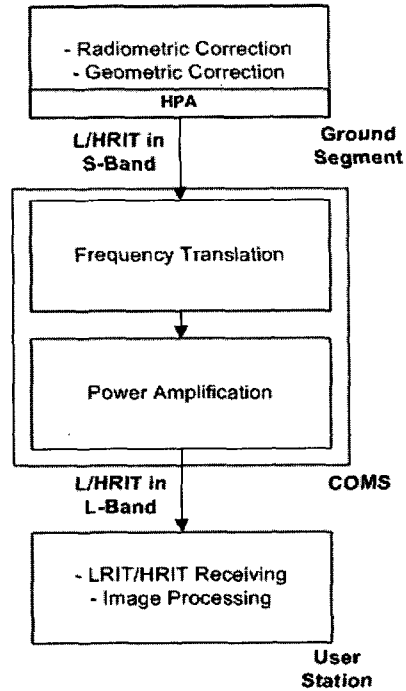 - Radiometric Correction
- Geometric Correction
HPA
L/HRIT in
S-Band
Ground
Segment
Frequency Translation
Power Amplification
L/HRIT in
L-Band
COMS
- LRIT/HRIT Receiving
- Image Processing
User
Station